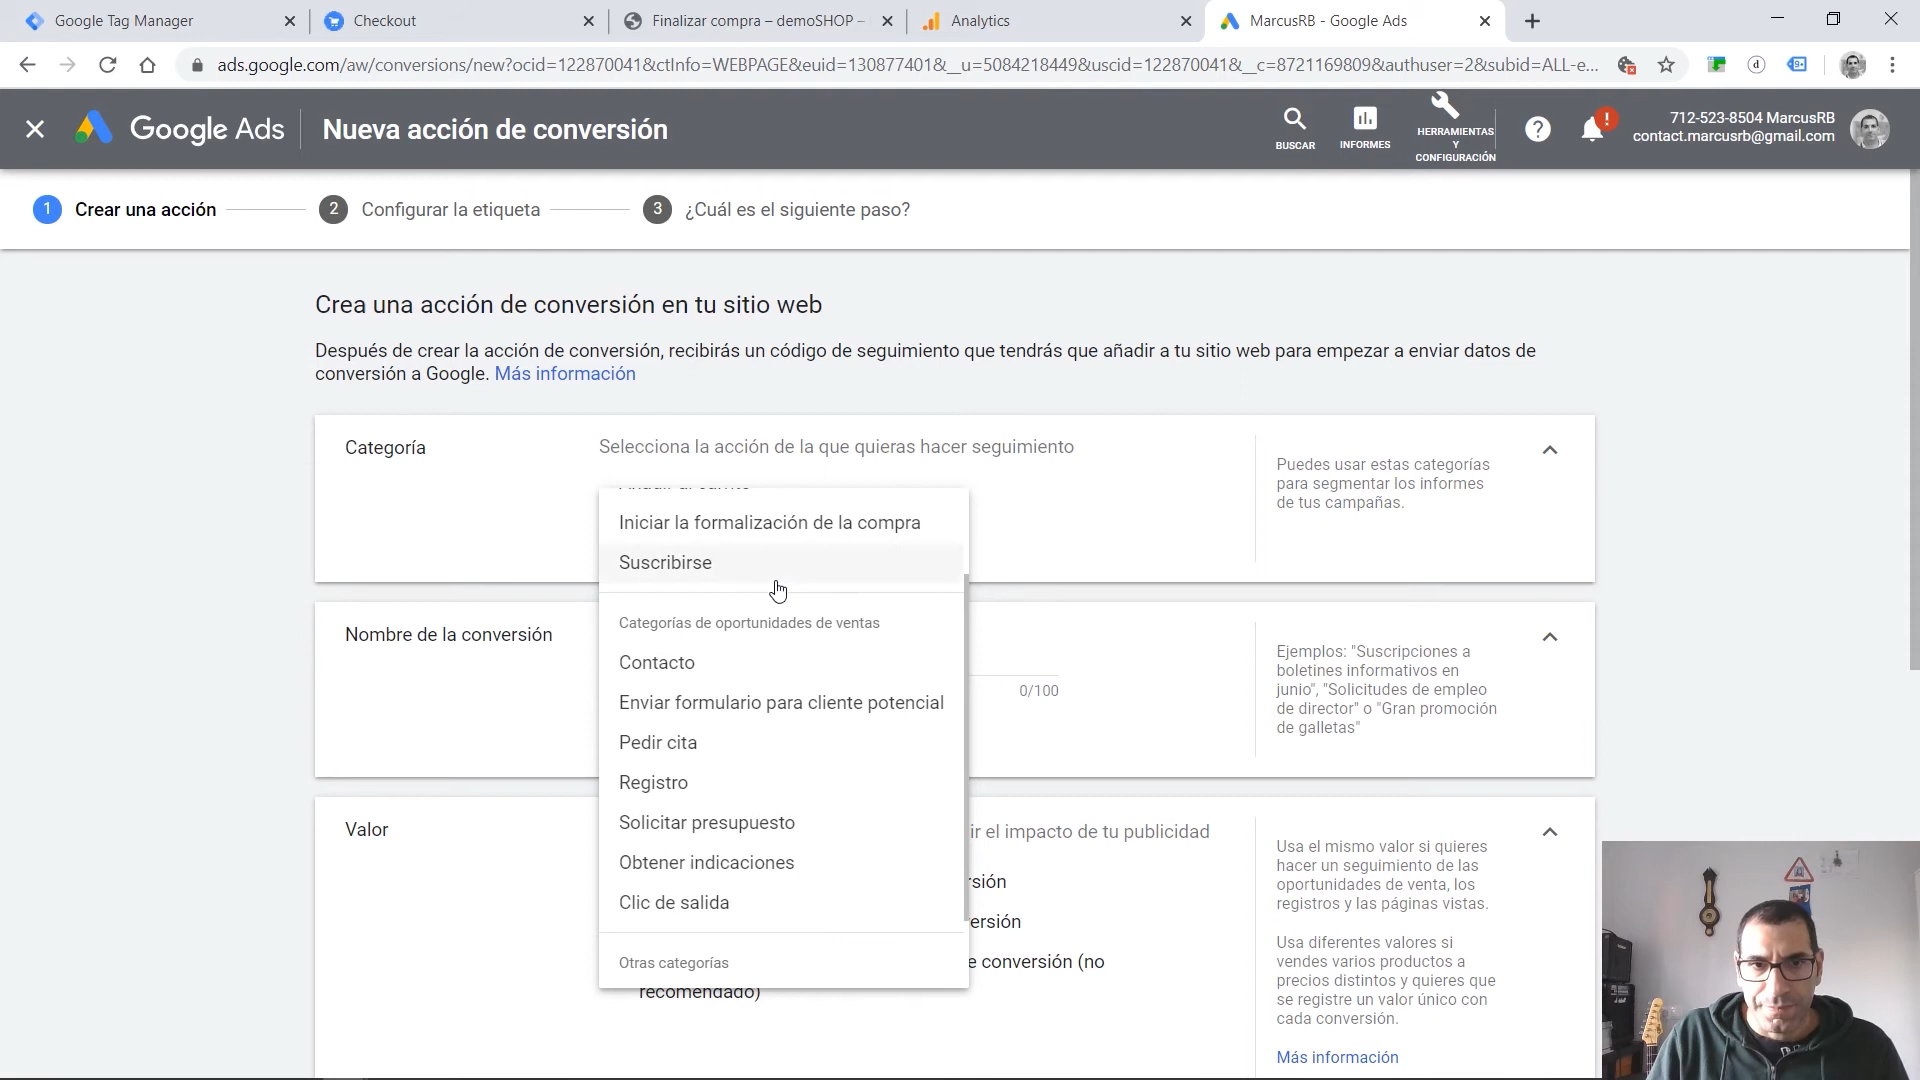 Google Tag Manager
Checkout
Finalizar compra – demoSHOP –
Analytics
MarcusRB - Google Ads
ads.google.com/aw/conversions/new?ocid=122870041&ctInfo=WEBPAGE&euid=130877401&__u=5084218449&uscid=122870041&__c=8721169809&authuser=2&subid=ALL-e...
Google Ads
Nueva acción de conversión
BUSCAR
INFORMES
HERRAMIENTAS
Y
CONFIGURACIÓN
712-523-8504 MarcusRB
contact.marcusrb@gmail.com
1 Crear una acción
2 Configurar la etiqueta
3 ¿Cuál es el siguiente paso?
Crea una acción de conversión en tu sitio web
Después de crear la acción de conversión, recibirás un código de seguimiento que tendrás que añadir a tu sitio web para empezar a enviar datos de
conversión a Google. Más información
Categoría
Selecciona la acción de la que quieras hacer seguimiento
Puedes usar estas categorías
para segmentar los informes
de tus campañas.
Iniciar la formalización de la compra
Suscribirse
Categorías de oportunidades de ventas
Contacto
Enviar formulario para cliente potencial
Pedir cita
Registro
Solicitar presupuesto
Obtener indicaciones
Clic de salida
Otras categorías
Nombre de la conversión
0/100
Ejemplos: "Suscripciones a
boletines informativos en
junio", "Solicitudes de empleo
de director" o "Gran promoción
de galletas"
Valor
ir el impacto de tu publicidad
rsión
ersión
e conversión (no
recomendado)
Usa el mismo valor si quieres
hacer un seguimiento de las
oportunidades de venta, los
registros y las páginas vistas.
Usa diferentes valores si
vendes varios productos a
precios distintos y quieres que
se registre un valor único con
cada conversión.
Más información